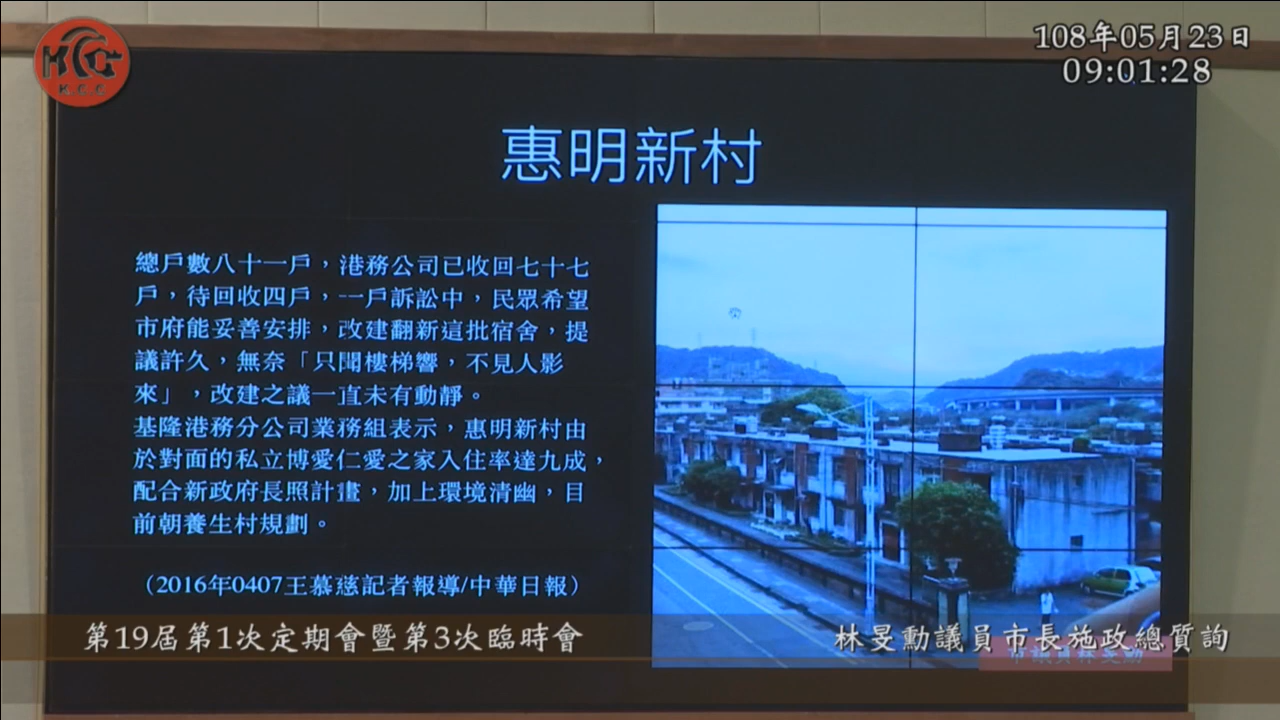 KCC
K.C.C
108年05月23日
09:01:28
惠明新村
總戶數八十一戶，港務公司已收回七十七
戶，待回收四戶，一戶訴訟中，民眾希望
市府能妥善安排，改建翻新這批宿舍，提
議許久，無奈「只聞樓梯響，不見人影
來」，改建之議一直未有動靜。
基隆港務分公司業務組表示，惠明新村由
於對面的私立博愛仁愛之家入住率達九成，
配合新政府長照計畫，加上環境清幽，目
前朝養生村規劃。
（2016年0407王慕慈記者報導/中華日報）
第19屆第1次定期會暨第3次臨時會
林旻勳議員市長施政總質詢
市議員林旻勳